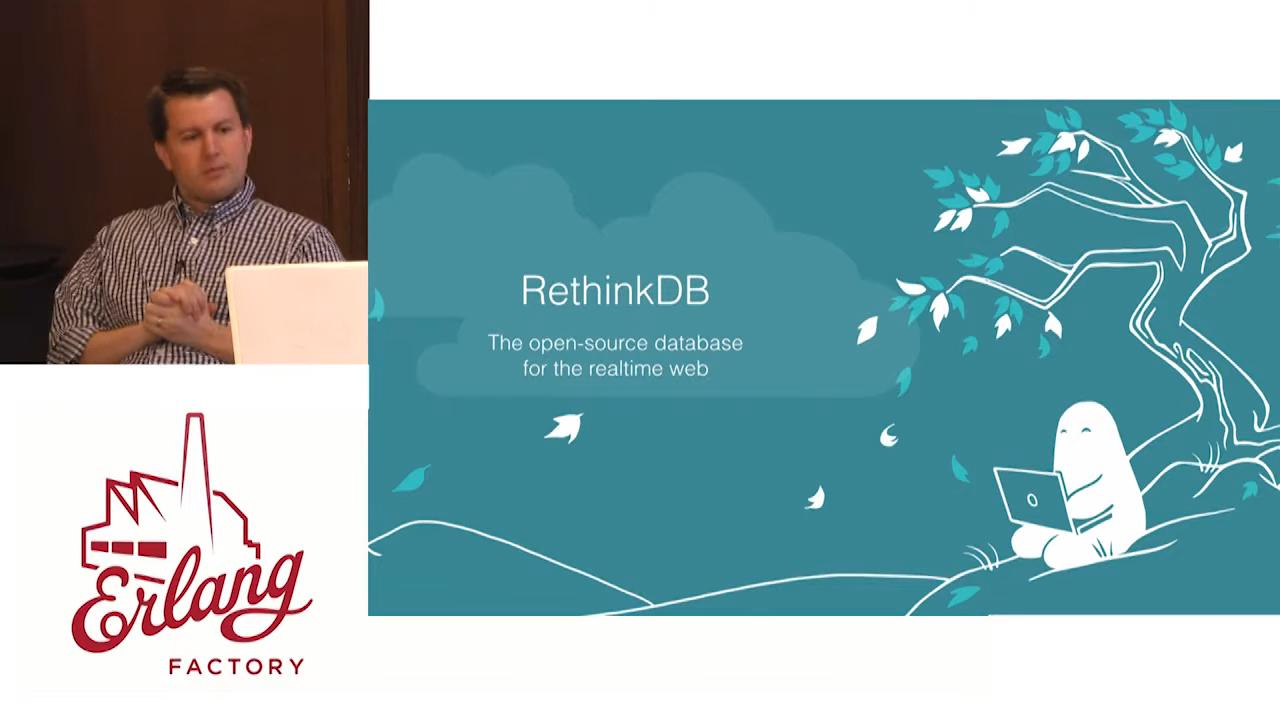 RethinkDB
The open-source database
for the realtime web
Erlang
FACTORY